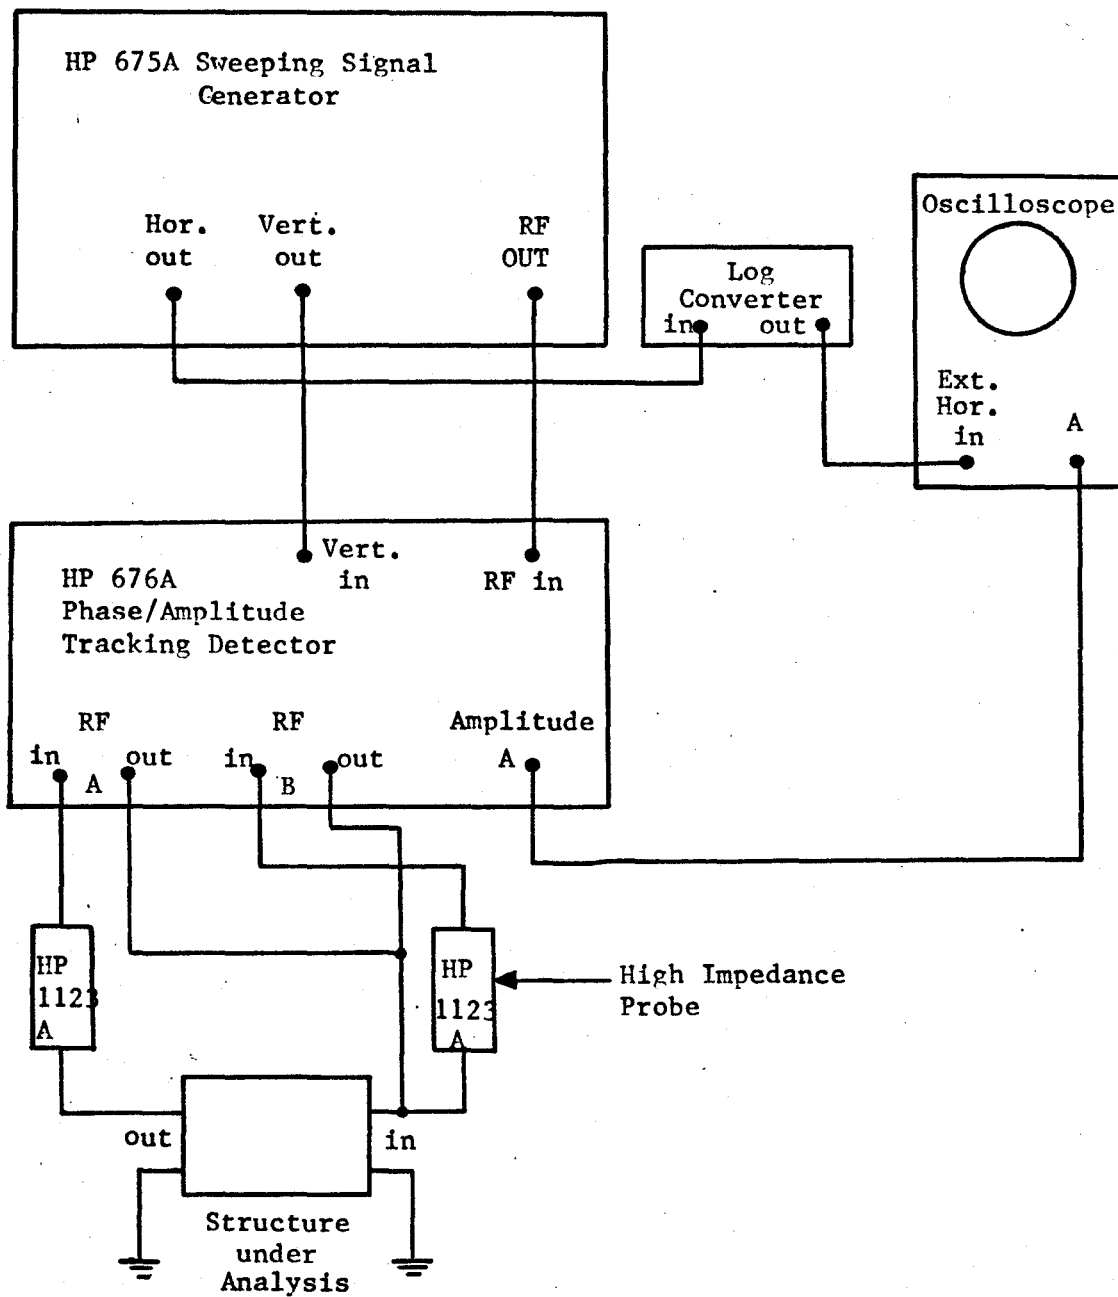 HP 675A Sweeping Signal
Generator
Hor.
out
Vert.
out
RF
OUT
Log
Converter
in
out
Oscilloscope
Ext.
Hor.
in
A
Vert.
in
RF in
HP 676A
Phase/Amplitude
Tracking Detector
RF
in
out
A
RF
in
out
B
Amplitude
A
HP
1123
A
HP
1123
A
High Impedance
Probe
out
in
Structure
under
Analysis